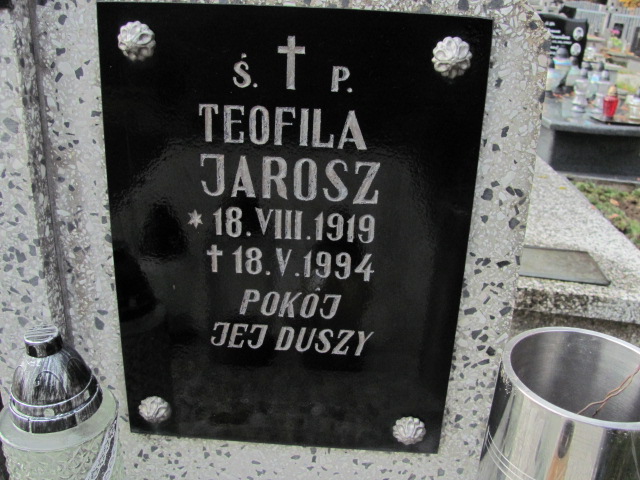 Ś. † P.
TEOFILA
JAROSZ
* 18.VIII.1919
† 18.V.1994
POKÓJ
JEJ DUSZY